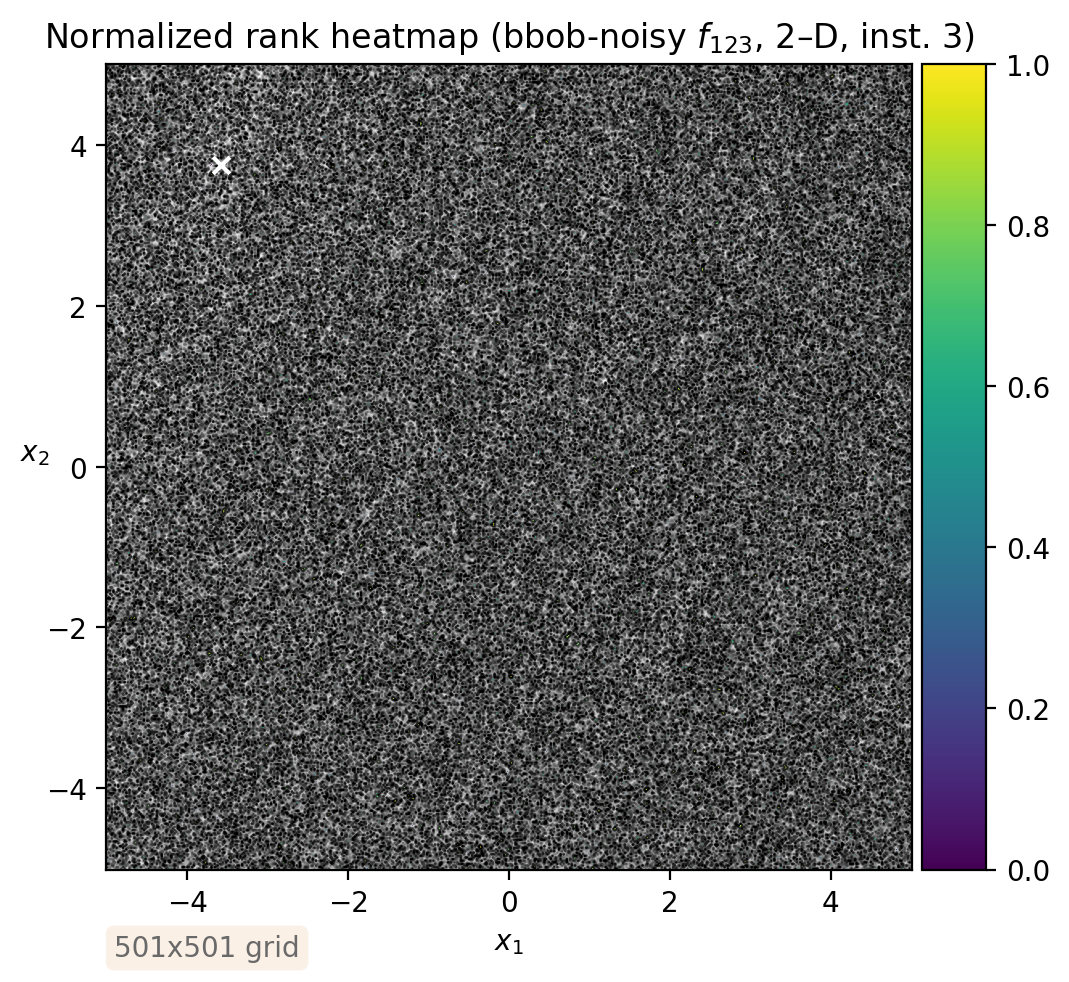 Normalized rank heatmap (bbob-noisy f₁₂₃, 2–D, inst. 3)
1.0
0.8
0.6
0.4
0.2
0.0
4
2
0
−2
−4
x₂
−4 −2 0 2 4
x₁
501x501 grid